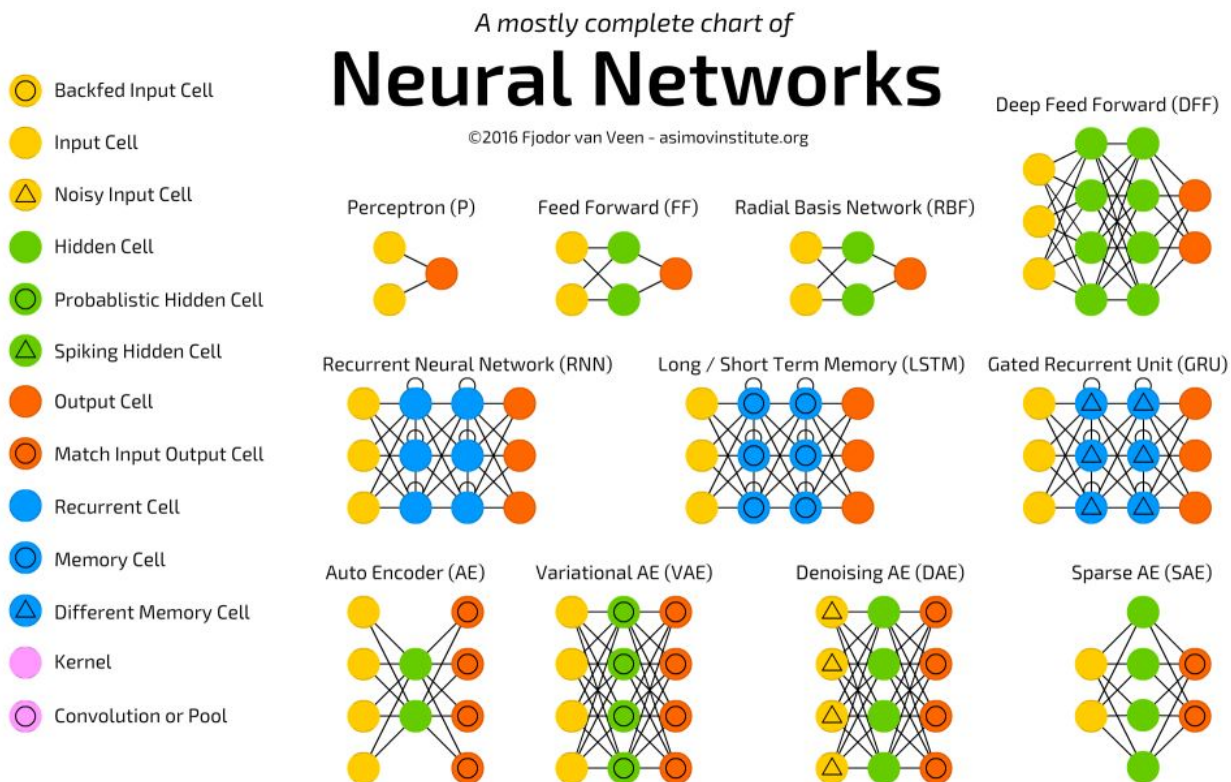 A mostly complete chart of
Neural Networks
©2016 Fjodor van Veen - asimovinstitute.org
Backfed Input Cell
Input Cell
Noisy Input Cell
Hidden Cell
Probablistic Hidden Cell
Spiking Hidden Cell
Output Cell
Match Input Output Cell
Recurrent Cell
Memory Cell
Different Memory Cell
Kernel
Convolution or Pool
Deep Feed Forward (DFF)
Perceptron (P)
Feed Forward (FF)
Radial Basis Network (RBF)
Recurrent Neural Network (RNN)
Long / Short Term Memory (LSTM)
Gated Recurrent Unit (GRU)
Auto Encoder (AE)
Variational AE (VAE)
Denoising AE (DAE)
Sparse AE (SAE)